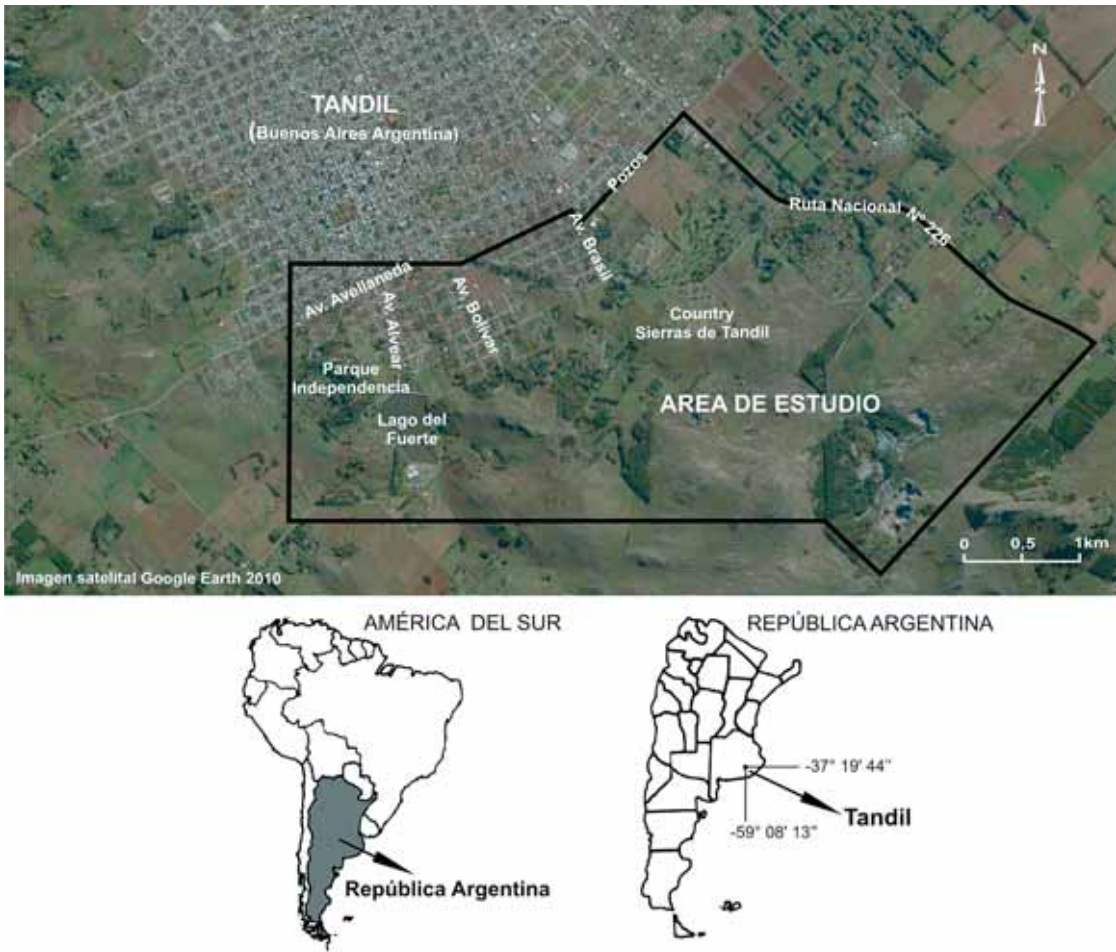 TANDIL
(Buenos Aires Argentina)
N
Pozos
Ruta Nacional N° 226
Av. Brasil
Av. Avellaneda
Av. Alvear
Av. Bolivar
Country
Sierras de Tandil
Parque
Independencia
AREA DE ESTUDIO
Lago del
Fuerte
0 0,5 1km
Imagen satelital Google Earth 2010
AMÉRICA DEL SUR
REPÚBLICA ARGENTINA
-37° 19' 44"
Tandil
-59° 08' 13"
República Argentina